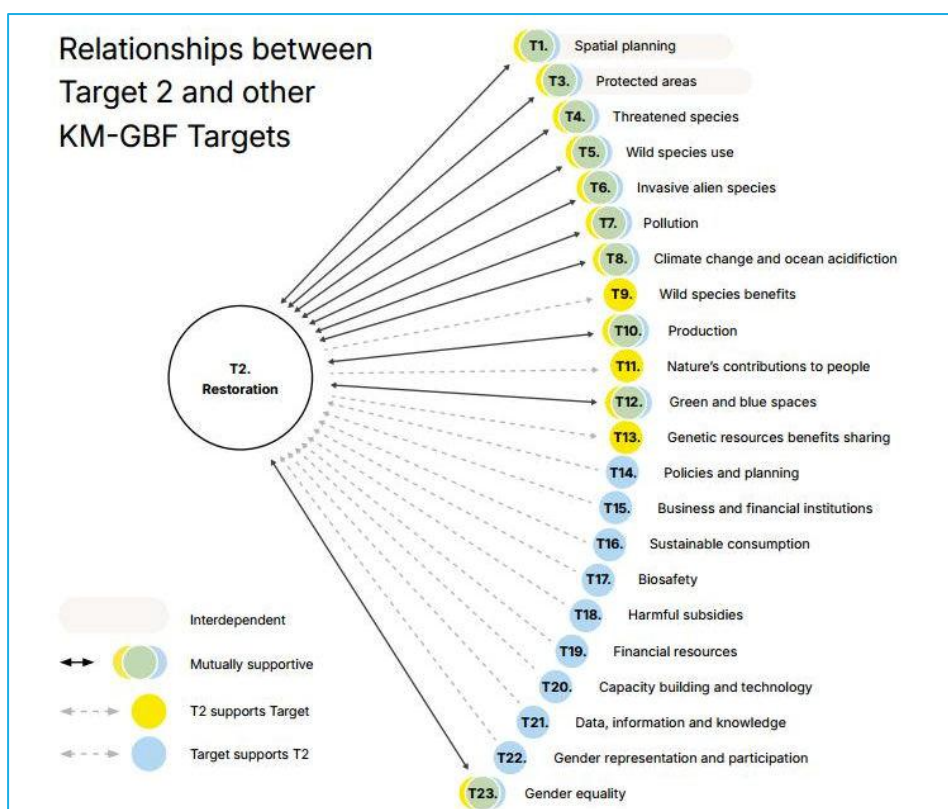 Relationships between
Target 2 and other
KM-GBF Targets
T1. Spatial planning
T3. Protected areas
T4. Threatened species
T5. Wild species use
T6. Invasive alien species
T7. Pollution
T8. Climate change and ocean acidifiction
T9. Wild species benefits
T10. Production
T11. Nature's contributions to people
T12. Green and blue spaces
T13. Genetic resources benefits sharing
T14. Policies and planning
T15. Business and financial institutions
T16. Sustainable consumption
T17. Biosafety
T18. Harmful subsidies
T19. Financial resources
T20. Capacity building and technology
T21. Data, information and knowledge
T22. Gender representation and participation
T23. Gender equality
T2.
Restoration
Interdependent
Mutually supportive
T2 supports Target
Target supports T2